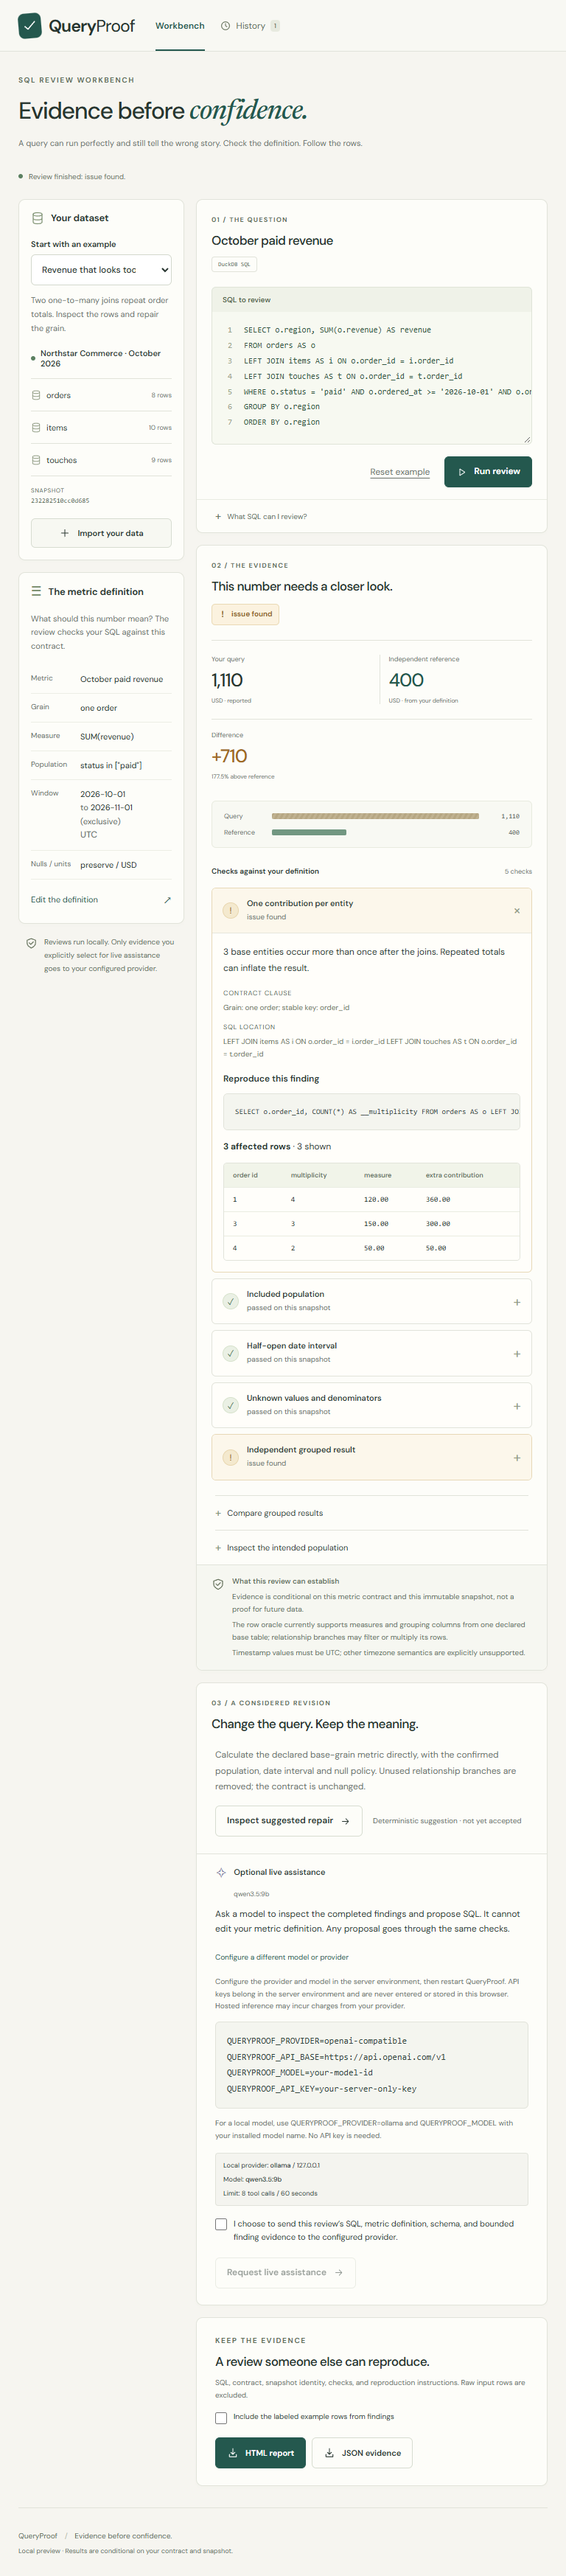 QueryProof
Workbench
History 1
SQL REVIEW WORKBENCH
Evidence before confidence.
A query can run perfectly and still tell the wrong story. Check the definition. Follow the rows.
Review finished: issue found.
Your dataset
Start with an example
Revenue that looks toc
Two one-to-many joins repeat order
totals. Inspect the rows and repair
the grain.
Northstar Commerce · October
2026
orders 8 rows
items 10 rows
touches 9 rows
SNAPSHOT
232282510cc0d685
Import your data
The metric definition
What should this number mean? The
review checks your SQL against this
contract.
Metric October paid revenue
Grain one order
Measure SUM(revenue)
Population status in ["paid"]
Window 2026-10-01
to 2026-11-01
(exclusive)
UTC
Nulls / units preserve / USD
Edit the definition
Reviews run locally. Only evidence you
explicitly select for live assistance
goes to your configured provider.
01 / THE QUESTION
October paid revenue
DuckDB SQL
SQL to review
1 SELECT o.region, SUM(o.revenue) AS revenue
2 FROM orders AS o
3 LEFT JOIN items AS i ON o.order_id = i.order_id
4 LEFT JOIN touches AS t ON o.order_id = t.order_id
5 WHERE o.status = 'paid' AND o.ordered_at >= '2026-10-01' AND o.or
6 GROUP BY o.region
7 ORDER BY o.region
Reset example
Run review
+ What SQL can I review?
02 / THE EVIDENCE
This number needs a closer look.
! issue found
Your query
1,110
USD · reported
Independent reference
400
USD · from your definition
Difference
+710
177.5% above reference
Query 1,110
Reference 400
Checks against your definition 5 checks
! One contribution per entity
issue found
3 base entities occur more than once after the joins. Repeated totals
can inflate the result.
CONTRACT CLAUSE
Grain: one order; stable key: order_id
SQL LOCATION
LEFT JOIN items AS i ON o.order_id = i.order_id LEFT JOIN touches AS t ON o.order_id
= t.order_id
Reproduce this finding
SELECT o.order_id, COUNT(*) AS __multiplicity FROM orders AS o LEFT JO
3 affected rows · 3 shown
order id multiplicity measure extra contribution
1 4 120.00 360.00
3 3 150.00 300.00
4 2 50.00 50.00
Included population
passed on this snapshot
Half-open date interval
passed on this snapshot
Unknown values and denominators
passed on this snapshot
! Independent grouped result
issue found
+ Compare grouped results
+ Inspect the intended population
What this review can establish
Evidence is conditional on this metric contract and this immutable snapshot, not a
proof for future data.
The row oracle currently supports measures and grouping columns from one declared
base table; relationship branches may filter or multiply its rows.
Timestamp values must be UTC; other timezone semantics are explicitly unsupported.
03 / A CONSIDERED REVISION
Change the query. Keep the meaning.
Calculate the declared base-grain metric directly, with the confirmed
population, date interval and null policy. Unused relationship branches are
removed; the contract is unchanged.
Inspect suggested repair →
Deterministic suggestion · not yet accepted
Optional live assistance
qwen3.5:9b
Ask a model to inspect the completed findings and propose SQL. It cannot
edit your metric definition. Any proposal goes through the same checks.
Configure a different model or provider
Configure the provider and model in the server environment, then restart QueryProof. API
keys belong in the server environment and are never entered or stored in this browser.
Hosted inference may incur charges from your provider.
QUERYPROOF_PROVIDER=openai-compatible
QUERYPROOF_API_BASE=https://api.openai.com/v1
QUERYPROOF_MODEL=your-model-id
QUERYPROOF_API_KEY=your-server-only-key
For a local model, use QUERYPROOF_PROVIDER=ollama and QUERYPROOF_MODEL with
your installed model name. No API key is needed.
Local provider: ollama / 127.0.0.1
Model: qwen3.5:9b
Limit: 8 tool calls / 60 seconds
I choose to send this review's SQL, metric definition, schema, and bounded
finding evidence to the configured provider.
Request live assistance →
KEEP THE EVIDENCE
A review someone else can reproduce.
SQL, contract, snapshot identity, checks, and reproduction instructions. Raw input rows are
excluded.
Include the labeled example rows from findings
HTML report
JSON evidence
QueryProof / Evidence before confidence.
Local preview · Results are conditional on your contract and snapshot.